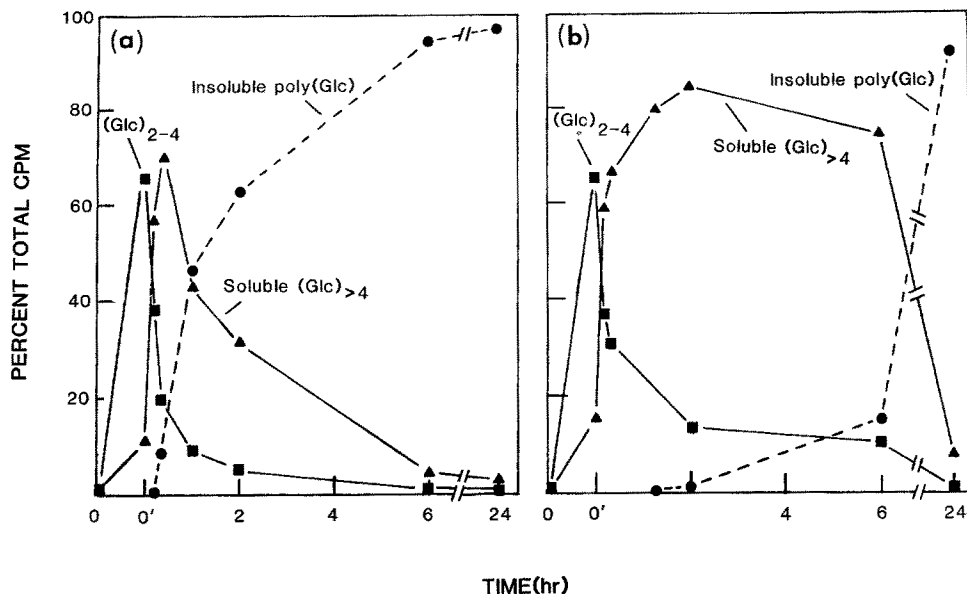 PERCENT TOTAL CPM
100
80
60
40
20
(a)
Insoluble poly(Glc)
(Glc)2-4
Soluble (Glc)>4
0
0'
2
4
6
24
(b)
Insoluble poly(Glc)
(Glc)2-4
Soluble (Glc)>4
0
0'
4
6
24
TIME(hr)